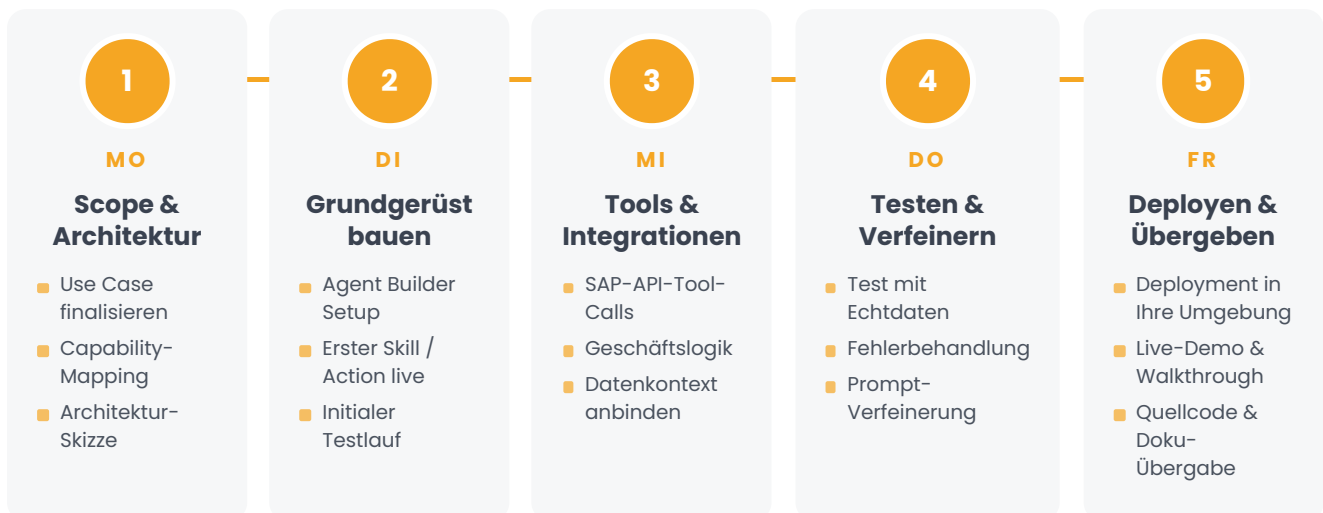 1
MO
Scope &
Architektur
Use Case
finalisieren
Capability-
Mapping
Architektur-
Skizze
2
DI
Grundgerüst
bauen
Agent Builder
Setup
Erster Skill /
Action live
Initialer
Testlauf
3
MI
Tools &
Integrationen
SAP-API-Tool-
Calls
Geschäftslogik
Datenkontext
anbinden
4
DO
Testen &
Verfeinern
Test mit
Echtdaten
Fehlerbehandlung
Prompt-
Verfeinerung
5
FR
Deployen &
Übergeben
Deployment in
Ihre Umgebung
Live-Demo &
Walkthrough
Quellcode &
Doku-
Übergabe